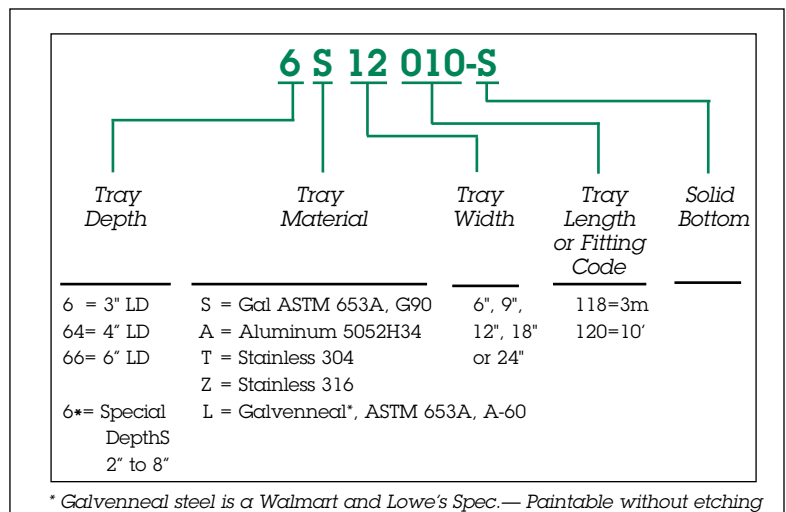 6 S 12 010-S
Tray Depth
Tray Material
Tray Width
Tray Length or Fitting Code
Solid Bottom
6 = 3" LD
64= 4” LD
66= 6” LD
6*= Special
DepthS
2” to 8”
S = Gal ASTM 653A, G90
A = Aluminum 5052H34
T = Stainless 304
Z = Stainless 316
L = Galvenneal*, ASTM 653A, A-60
6", 9",
12", 18"
or 24"
118=3m
120=10’
* Galvenneal steel is a Walmart and Lowe's Spec.— Paintable without etching